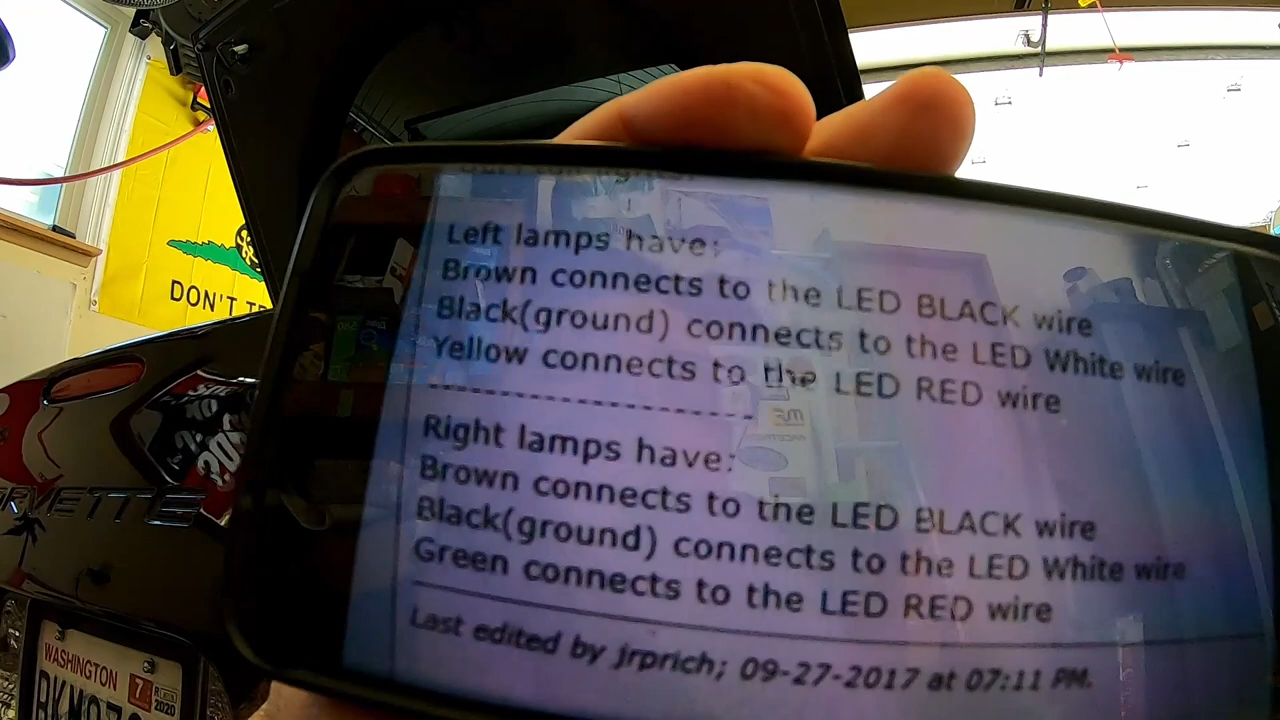 Left lamps have:
Brown connects to the LED BLACK wire
Black(ground) connects to the LED White wire
Yellow connects to the LED RED wire
--------------------------
Right lamps have:
Brown connects to the LED BLACK wire
Black(ground) connects to the LED White wire
Green connects to the LED RED wire
Last edited by jrprich; 09-27-2017 at 07:11 PM.
DON'T
ORVETTE
WASHINGTON
7
2020